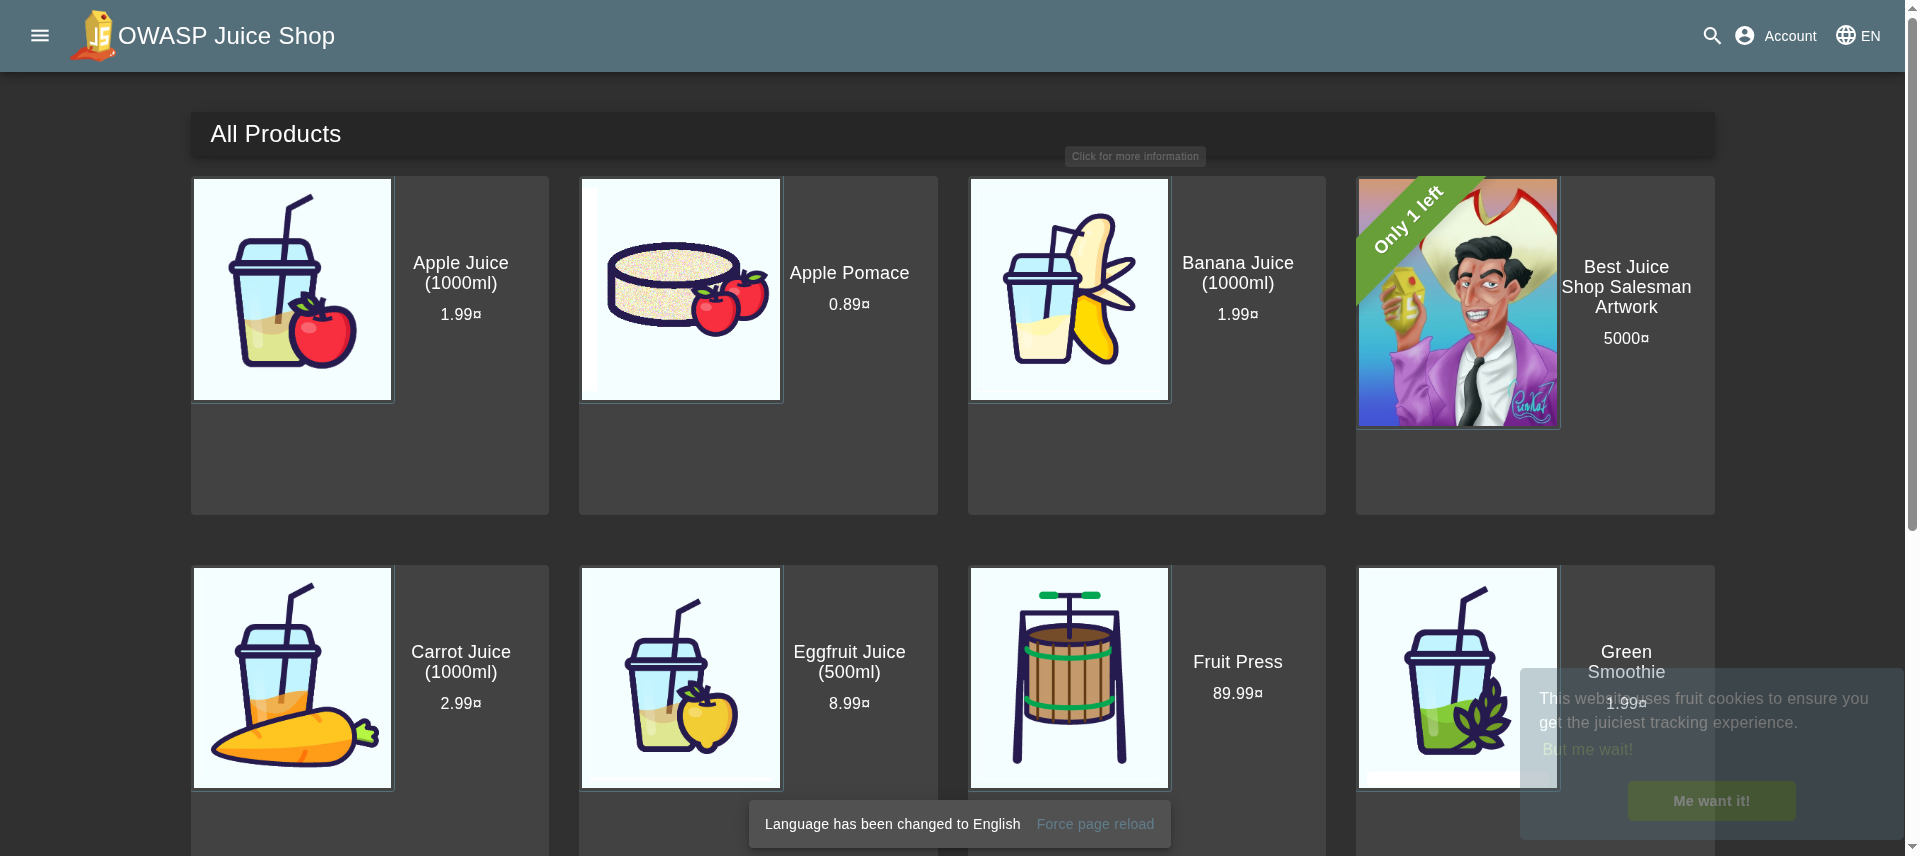 OWASP Juice Shop
Account
EN
All Products
Click for more information
Apple Juice
(1000ml)
1.99¤
Apple Pomace
0.89¤
Banana Juice
(1000ml)
1.99¤
Only 1 left
Best Juice
Shop Salesman
Artwork
5000¤
Carrot Juice
(1000ml)
2.99¤
Eggfruit Juice
(500ml)
8.99¤
Fruit Press
89.99¤
Green
Smoothie
1.99¤
This website uses fruit cookies to ensure you
get the juiciest tracking experience.
But me wait!
Me want it!
Language has been changed to English Force page reload